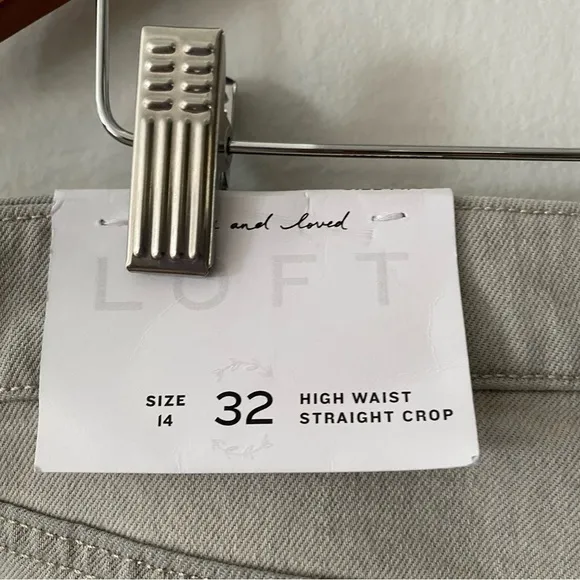 and loved
LOFT
SIZE
14
32
HIGH WAIST
STRAIGHT CROP